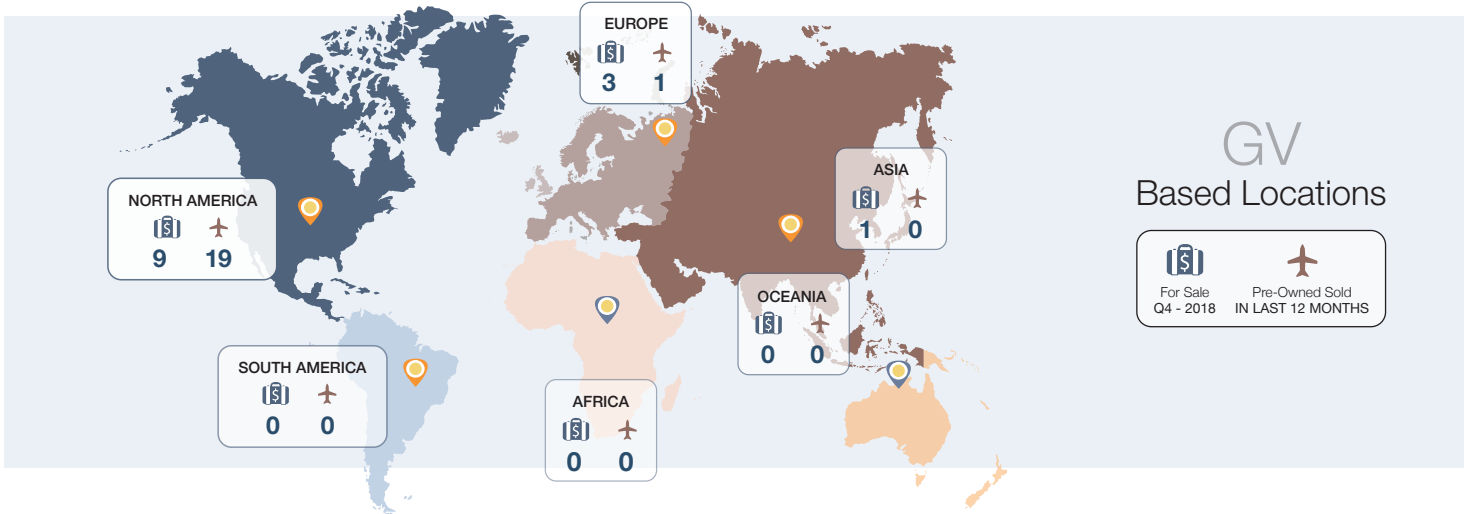 EUROPE
3 1
NORTH AMERICA
9 19
ASIA
1 0
OCEANIA
0 0
SOUTH AMERICA
0 0
AFRICA
0 0
GV
Based Locations
$
For Sale
Q4 - 2018
Pre-Owned Sold
IN LAST 12 MONTHS